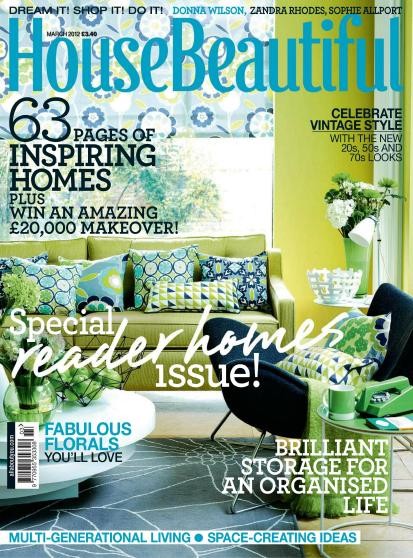 DREAM IT! SHOP IT! DO IT! DONNA WILSON, ZANDRA RHODES, SOPHIE ALLPORT
MARCH 2012 £3.40
HouseBeautiful
63 PAGES OF
INSPIRING
HOMES
PLUS
WIN AN AMAZING
£20,000 MAKEOVER!
CELEBRATE
VINTAGE STYLE
WITH THE NEW
20s, 50s AND
70s LOOKS
Special
reader homes
issue!
FABULOUS
FLORALS
YOU'LL LOVE
BRILLIANT
STORAGE FOR
AN ORGANISED
LIFE
MULTI-GENERATIONAL LIVING ● SPACE-CREATING IDEAS